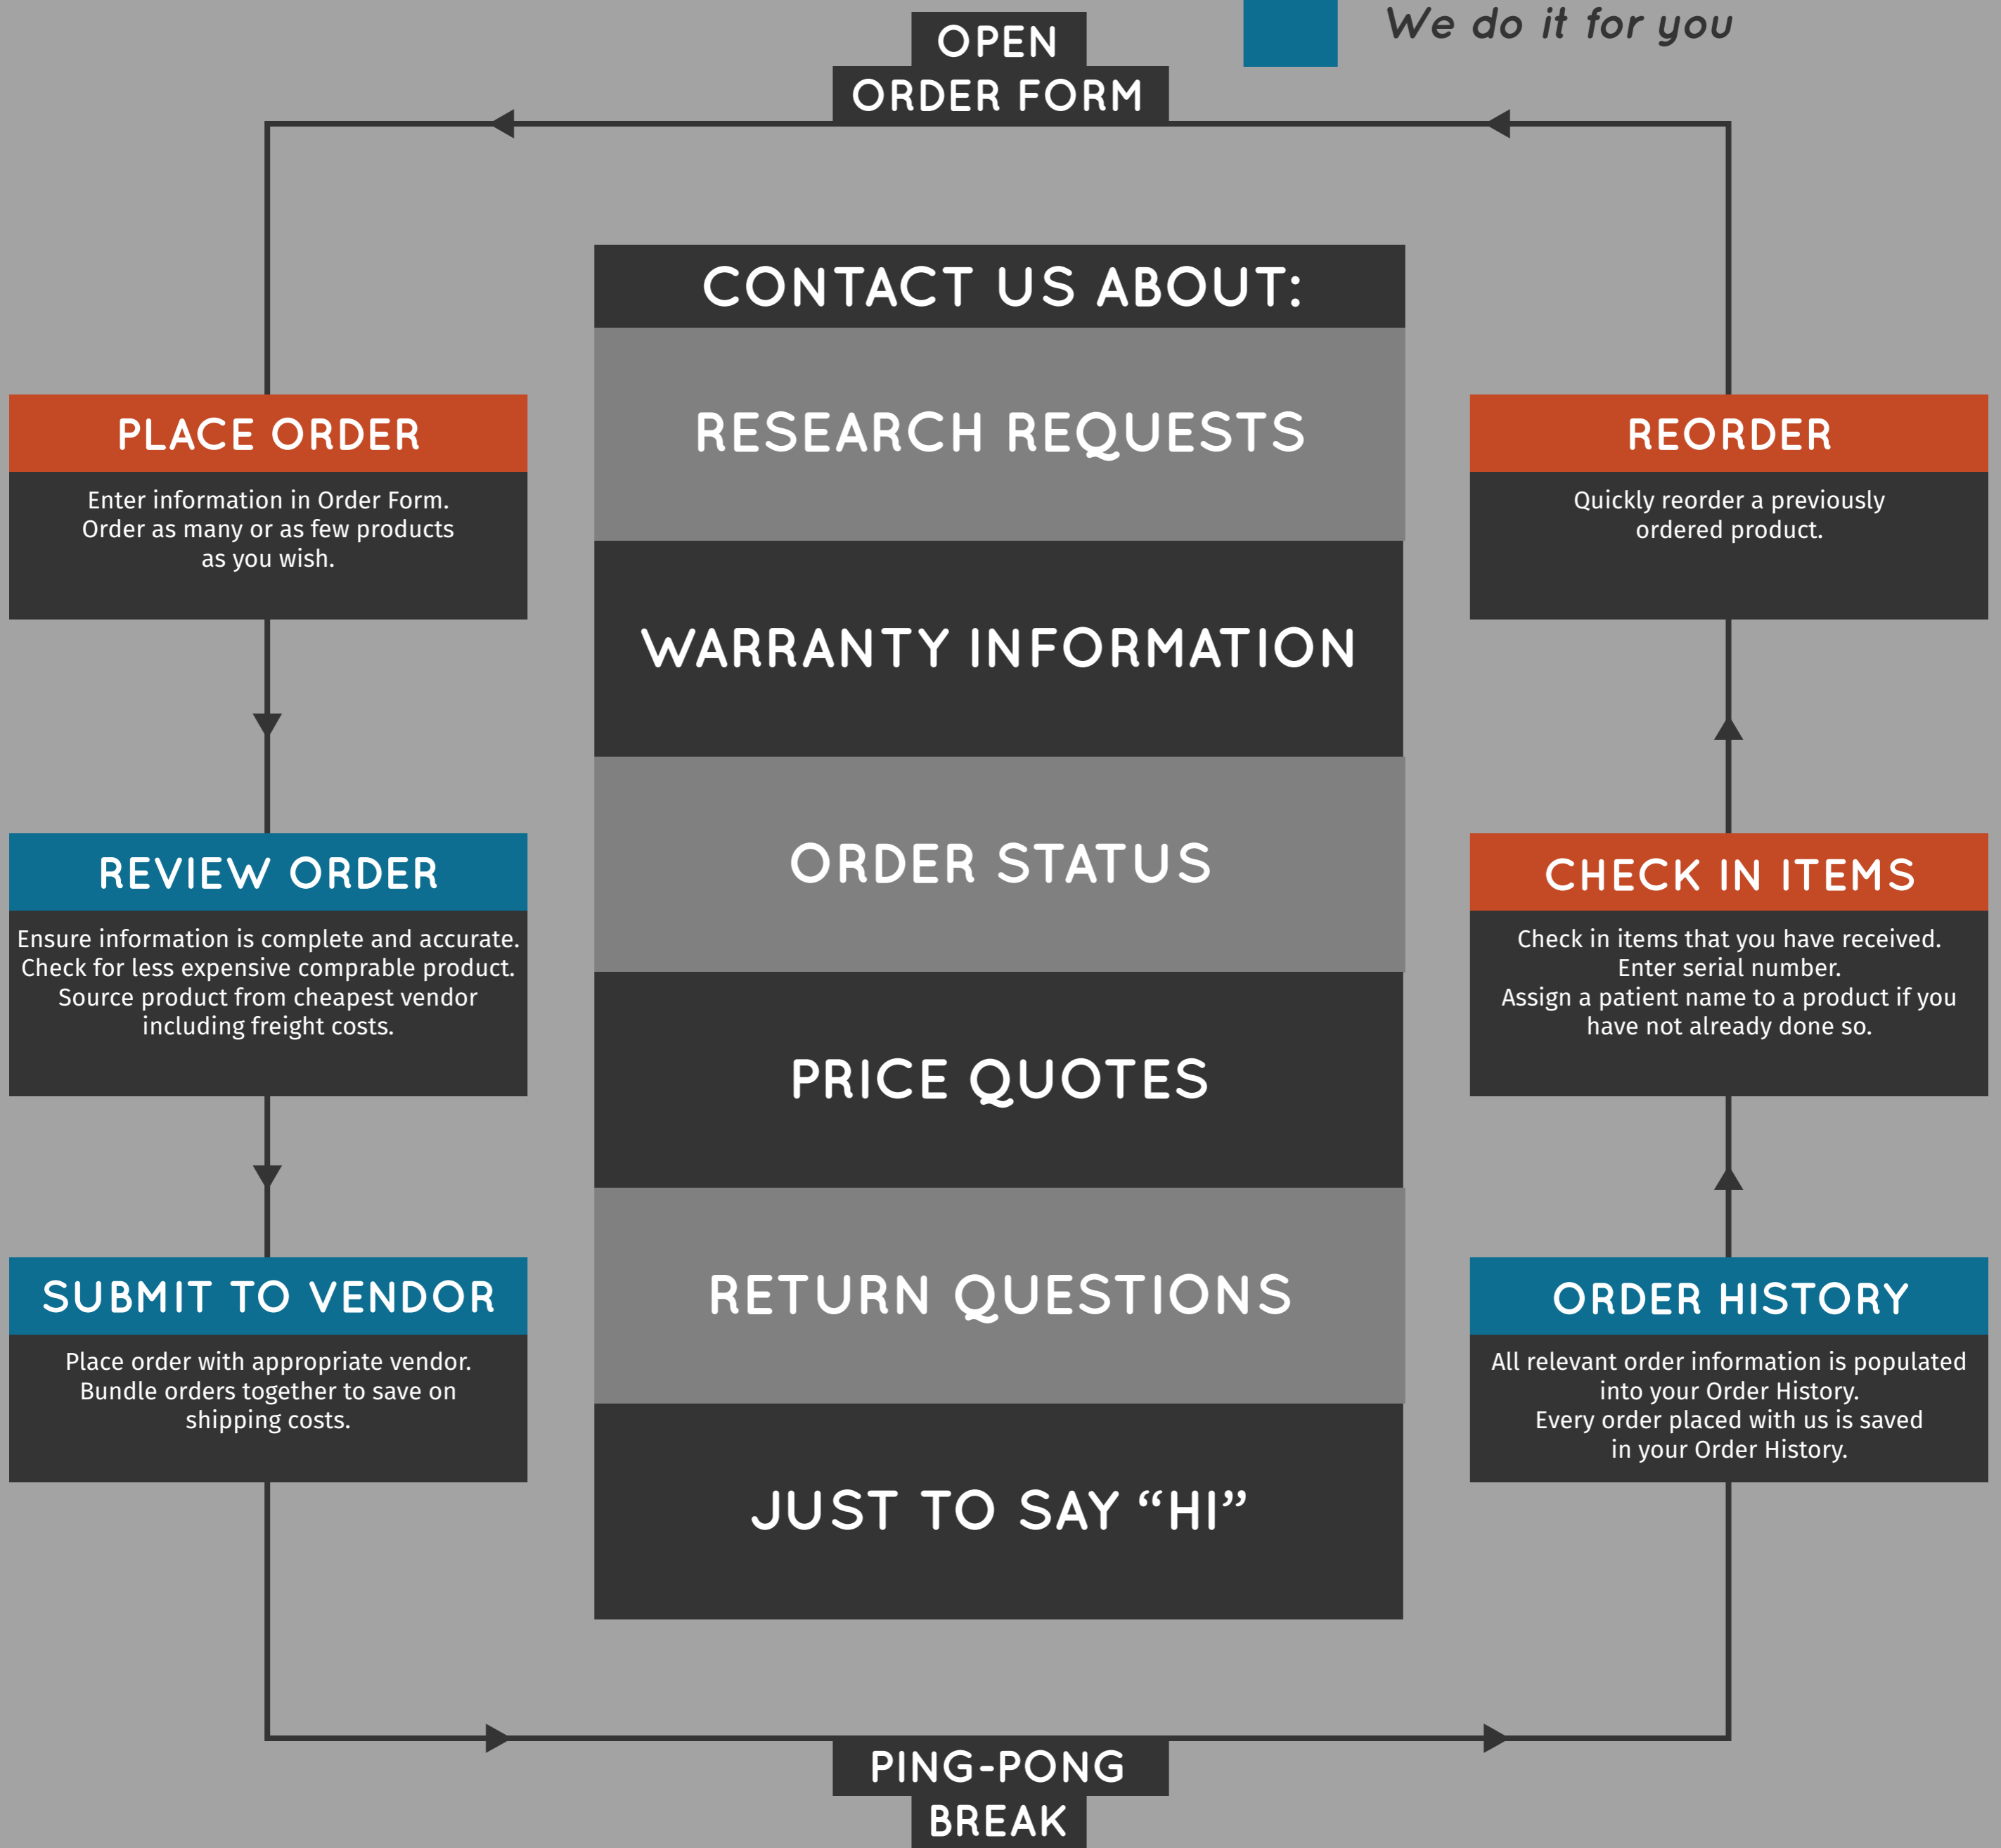 We do it for you
OPEN
ORDER FORM
PLACE ORDER
Enter information in Order Form.
Order as many or as few products
as you wish.
REVIEW ORDER
Ensure information is complete and accurate.
Check for less expensive comprable product.
Source product from cheapest vendor
including freight costs.
SUBMIT TO VENDOR
Place order with appropriate vendor.
Bundle orders together to save on
shipping costs.
CONTACT US ABOUT:
RESEARCH REQUESTS
WARRANTY INFORMATION
ORDER STATUS
PRICE QUOTES
RETURN QUESTIONS
JUST TO SAY “HI”
REORDER
Quickly reorder a previously
ordered product.
CHECK IN ITEMS
Check in items that you have received.
Enter serial number.
Assign a patient name to a product if you
have not already done so.
ORDER HISTORY
All relevant order information is populated
into your Order History.
Every order placed with us is saved
in your Order History.
PING-PONG
BREAK